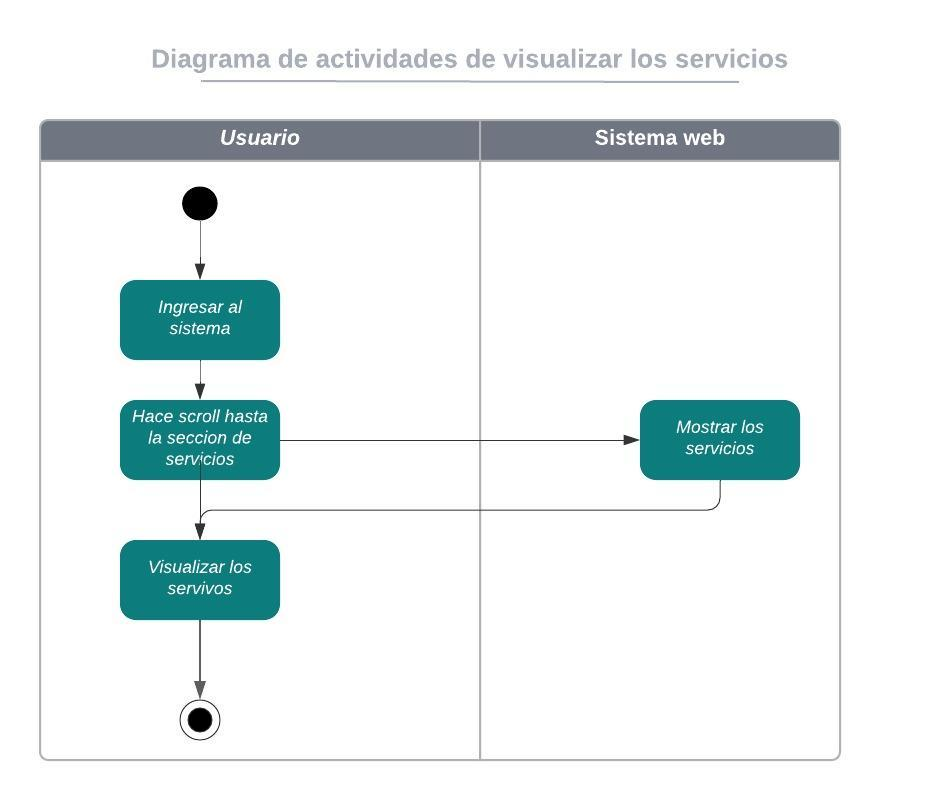 Diagrama de actividades de visualizar los servicios
Usuario
Sistema web
Ingresar al
sistema
Hace scroll hasta
la seccion de
servicios
Mostrar los
servicios
Visualizar los
servivos